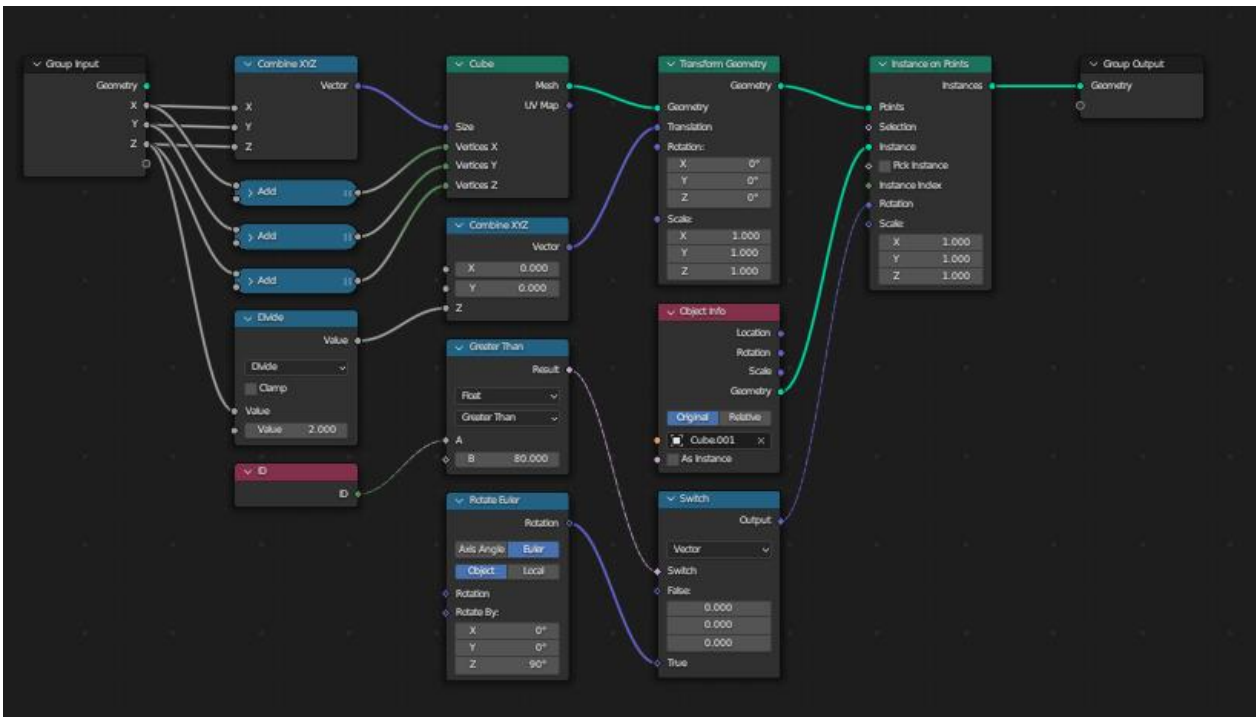 Group Input
Geometry
X
Y
Z
Combine XYZ
Vector
X
Y
Z
Add
Add
Add
Divide
Value
Divide
Clamp
Value
Value 2.000
ID
ID
Cube
Mesh
UV Map
Size
Vertices X
Vertices Y
Vertices Z
Combine XYZ
Vector
X 0.000
Y 0.000
Z
Greater Than
Result
Float
Greater Than
A
B 80.000
Rotate Euler
Rotation
Axis Angle Euler
Object Local
Rotation
Rotate By:
X 0°
Y 0°
Z 90°
Transform Geometry
Geometry
Geometry
Translation
Rotation:
X 0°
Y 0°
Z 0°
Scale:
X 1.000
Y 1.000
Z 1.000
Object Info
Location
Rotation
Scale
Geometry
Original Relative
Cube.001
As Instance
Switch
Output
Vector
Switch
False:
0.000
0.000
0.000
True
Instance on Points
Instances
Points
Selection
Instance
Pick Instance
Instance Index
Rotation
Scale:
X 1.000
Y 1.000
Z 1.000
Group Output
Geometry